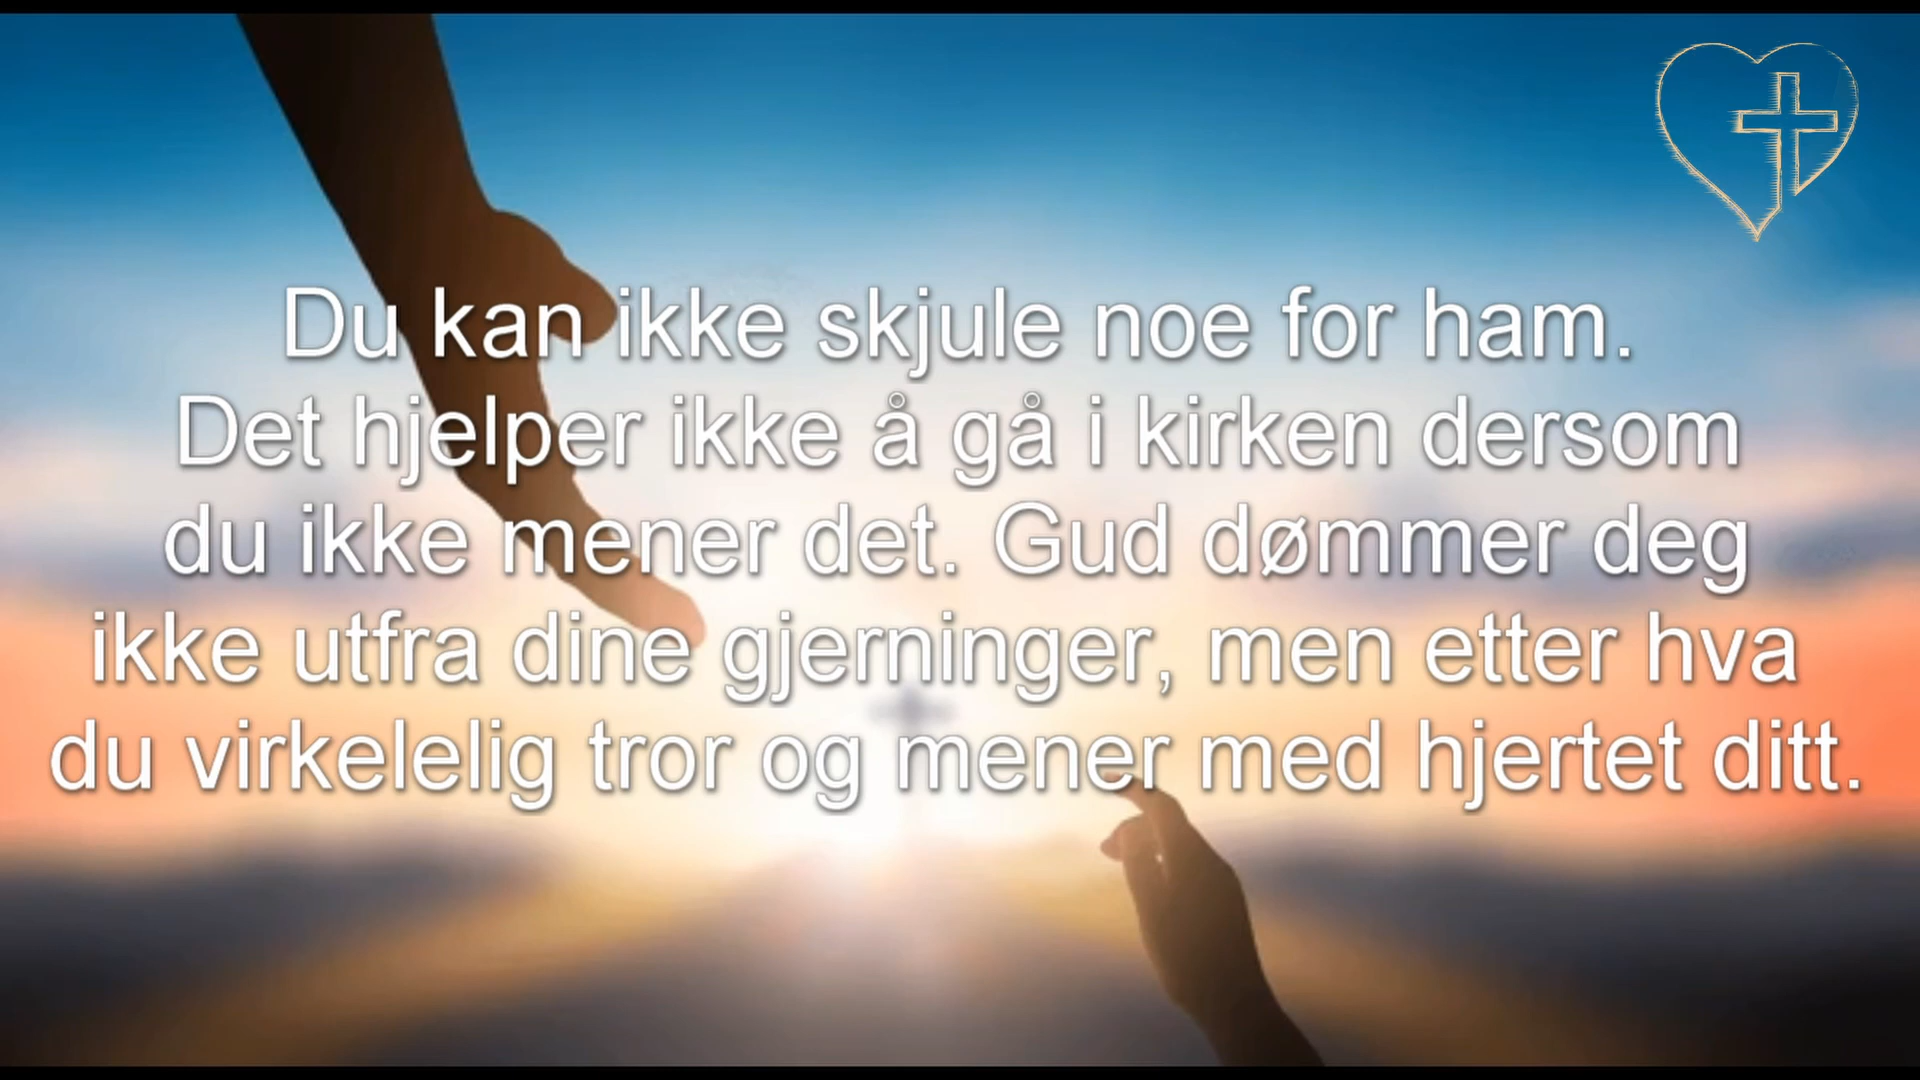 Du kan ikke skjule noe for ham.
Det hjelper ikke å gå i kirken dersom
du ikke mener det. Gud dømmer deg
ikke utfra dine gjerninger, men etter hva
du virkelelig tror og mener med hjertet ditt.